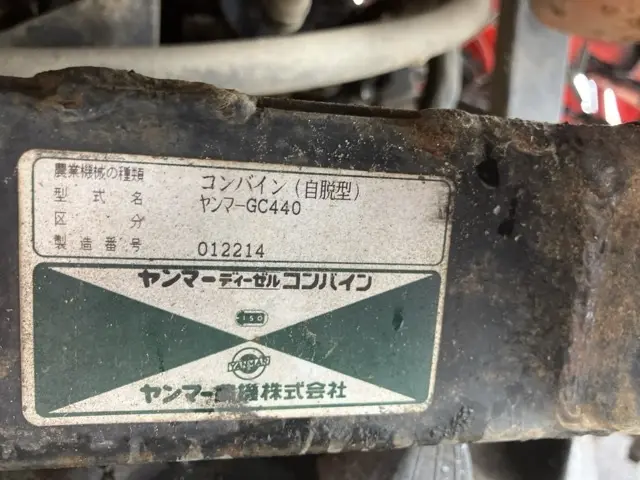 農業機械の種類 コンバイン(自脱型)
型式名 ヤンマーGC440
区分
製造番号 012214
ヤンマーディーゼルコンバイン
ISO
YANMAR
ヤンマー農機株式会社